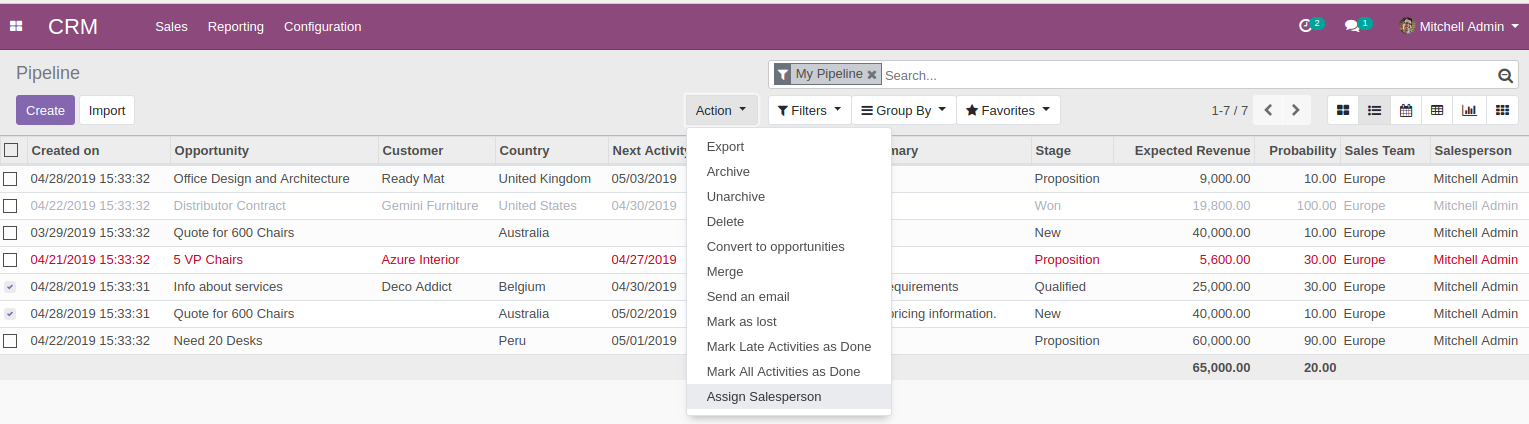 CRM Sales Reporting Configuration 2 1 Mitchell Admin
Pipeline My Pipeline Search...
Create Import Action Filters Group By Favorites 1-7 / 7
Created on Opportunity Customer Country Next Activity mary Stage Expected Revenue Probability Sales Team Salesperson
04/28/2019 15:33:32 Office Design and Architecture Ready Mat United Kingdom 05/03/2019 Proposition 9,000.00 10.00 Europe Mitchell Admin
04/22/2019 15:33:32 Distributor Contract Gemini Furniture United States 04/30/2019 Won 19,800.00 100.00 Europe Mitchell Admin
03/29/2019 15:33:32 Quote for 600 Chairs Australia New 40,000.00 10.00 Europe Mitchell Admin
04/21/2019 15:33:32 5 VP Chairs Azure Interior 04/27/2019 Proposition 5,600.00 30.00 Europe Mitchell Admin
04/28/2019 15:33:31 Info about services Deco Addict Belgium 04/30/2019 equirements Qualified 25,000.00 30.00 Europe Mitchell Admin
04/28/2019 15:33:31 Quote for 600 Chairs Australia 05/02/2019 pricing information. New 40,000.00 10.00 Europe Mitchell Admin
04/22/2019 15:33:32 Need 20 Desks Peru 05/01/2019 Proposition 60,000.00 90.00 Europe Mitchell Admin
65,000.00 20.00
Export
Archive
Unarchive
Delete
Convert to opportunities
Merge
Send an email
Mark as lost
Mark Late Activities as Done
Mark All Activities as Done
Assign Salesperson